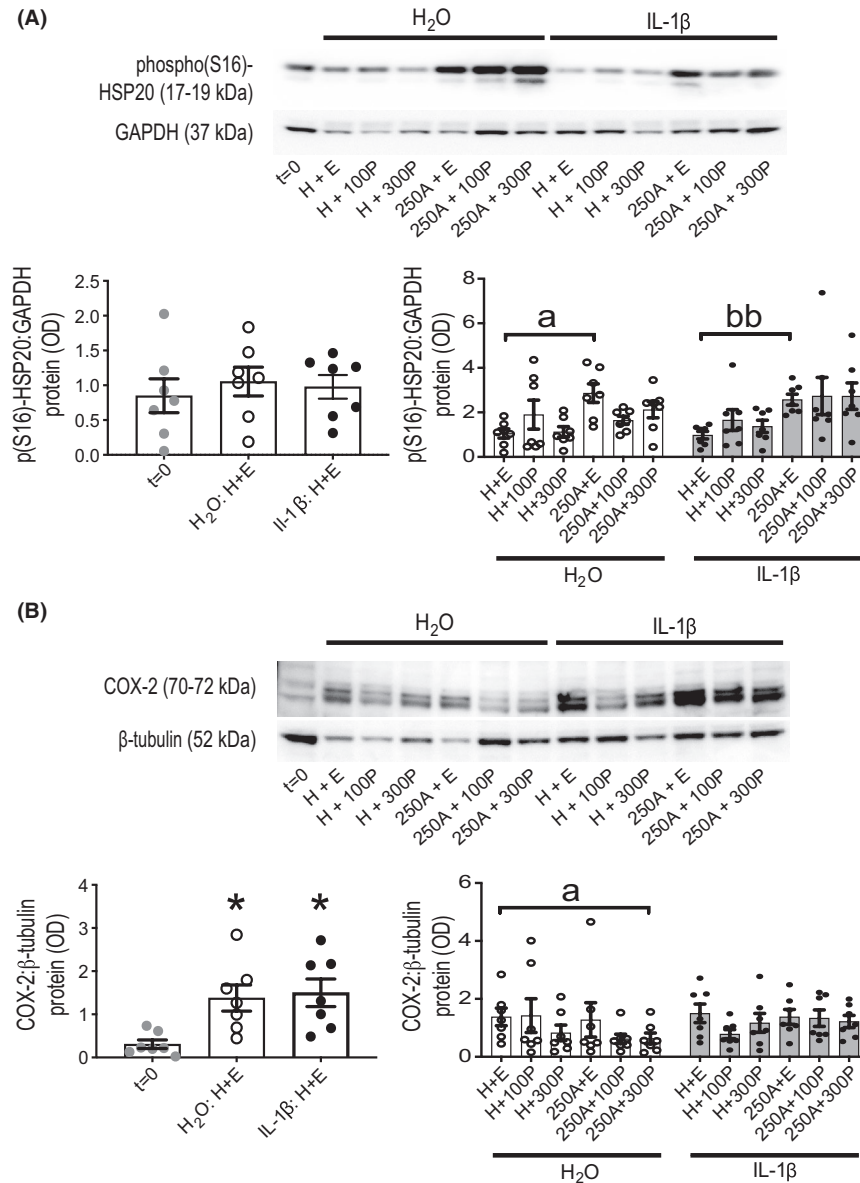 (A)
H₂O IL-1β
phospho(S16)-
HSP20 (17-19 kDa)
GAPDH (37 kDa)
t=0 H + E H + 100P H + 300P 250A + E 250A + 100P 250A + 300P H + E H + 100P H + 300P 250A + E 250A + 100P 250A + 300P
p(S16)-HSP20:GAPDH
protein (OD)
2.5
2.0
1.5
1.0
0.5
0.0
t=0 H₂O: H+E Il-1 β: H+E
p(S16)-HSP20:GAPDH
protein (OD)
8
6
4
2
0
a bb
H+E H+100P H+300P 250A+E 250A+100P 250A+300P H+E H+100P H+300P 250A+E 250A+100P 250A+300P
H₂O IL-1β
(B)
H₂O IL-1β
COX-2 (70-72 kDa)
β-tubulin (52 kDa)
t=0 H + E H + 100P H + 300P 250A + E 250A + 100P 250A + 300P H + E H + 100P H + 300P 250A + E 250A + 100P 250A + 300P
COX-2:β-tubulin
protein (OD)
4
3
2
1
0
* *
t=0 H₂O: H+E IL-1β: H+E
COX-2:β-tubulin
protein (OD)
6
4
2
0
a
H+E H+100P H+300P 250A+E 250A+100P 250A+300P H+E H+100P H+300P 250A+E 250A+100P 250A+300P
H₂O IL-1β